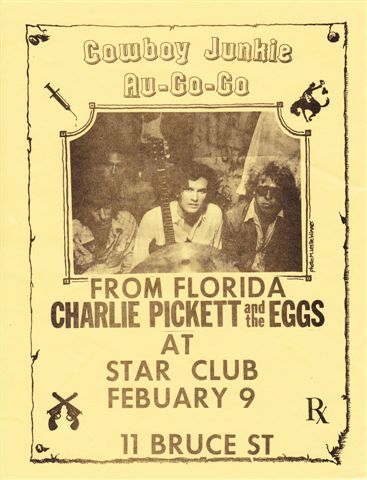 Cowboy Junkie
Au-Go-Go
FROM FLORIDA
CHARLIE PICKETT and the EGGS
AT
STAR CLUB
FEBUARY 9
11 BRUCE ST
Rx